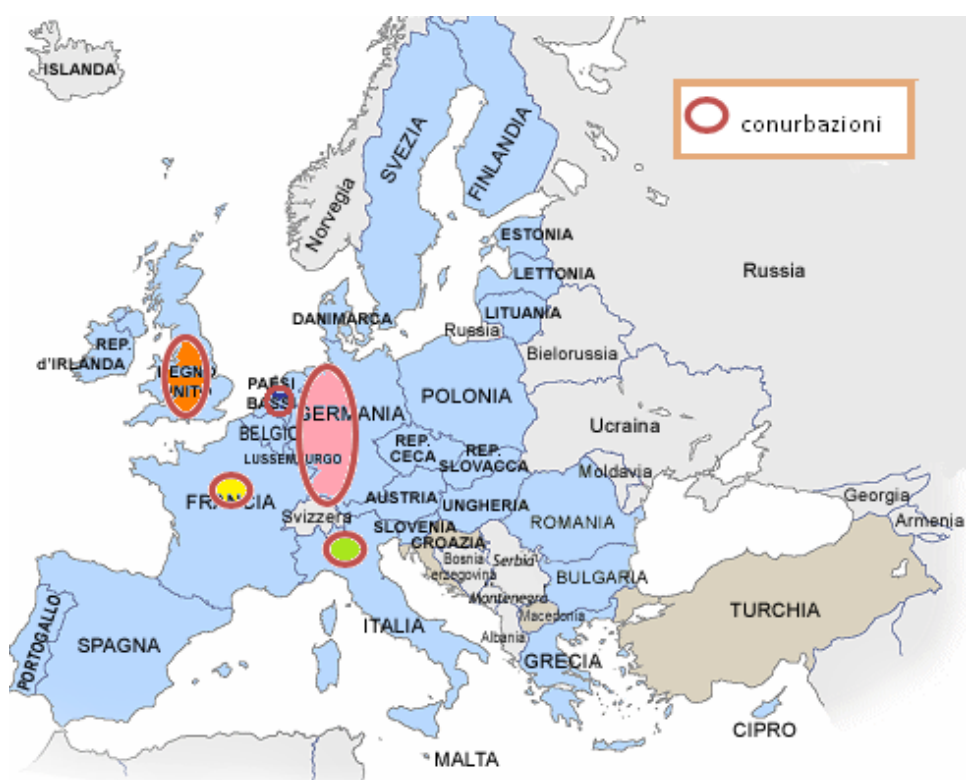 ISLANDA
conurbazioni
SVEZIA
FINLANDIA
Norvegia
ESTONIA
Russia
LETTONIA
LITUANIA
DANIMARCA
Russia
REP.
d'IRLANDA
Bielorussia
REGNO
UNITO
PAESI
BASSI
POLONIA
GERMANIA
Ucraina
BELGIO
REP.
CECA
REP.
SLOVACCA
LUSSEMBURGO
Moldavia
FRANCIA
AUSTRIA
UNGHERIA
Georgia
Svizzera
ROMANIA
Armenia
SLOVENIA
CROAZIA
Bosnia
Erzegovina
Serbia
BULGARIA
Montenegro
Macedonia
TURCHIA
ITALIA
PORTOGALLO
SPAGNA
Albania
GRECIA
CIPRO
MALTA